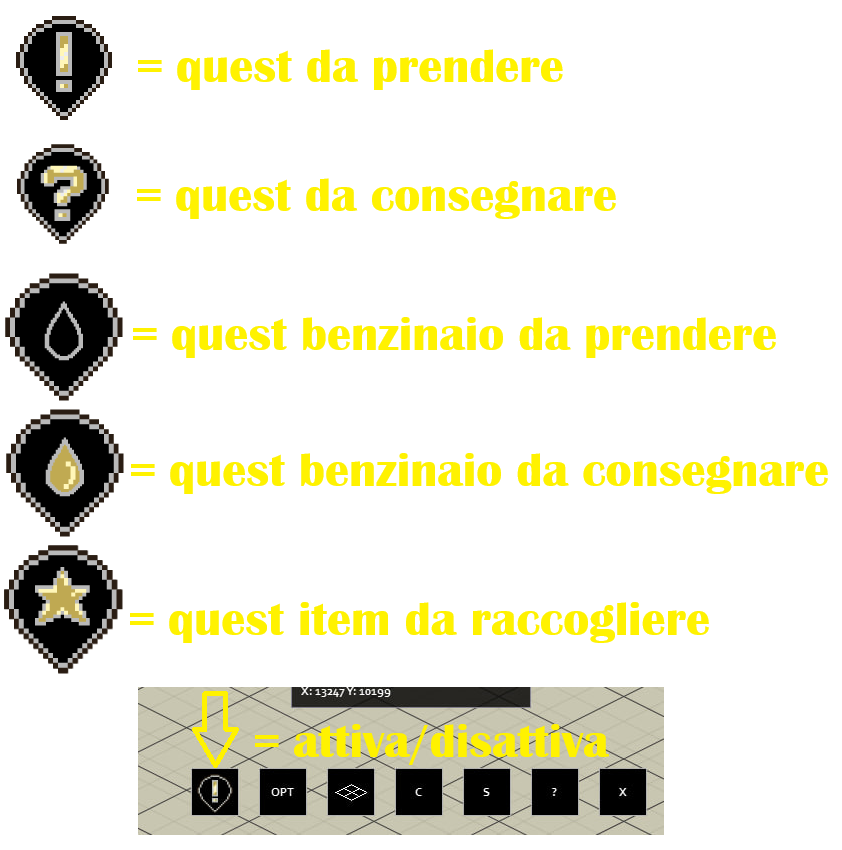 ! = quest da prendere
? = quest da consegnare
= quest benzinaio da prendere
= quest benzinaio da consegnare
= quest item da raccogliere
X: 13247 Y: 10199
= attiva/disattiva
! OPT C S ? X